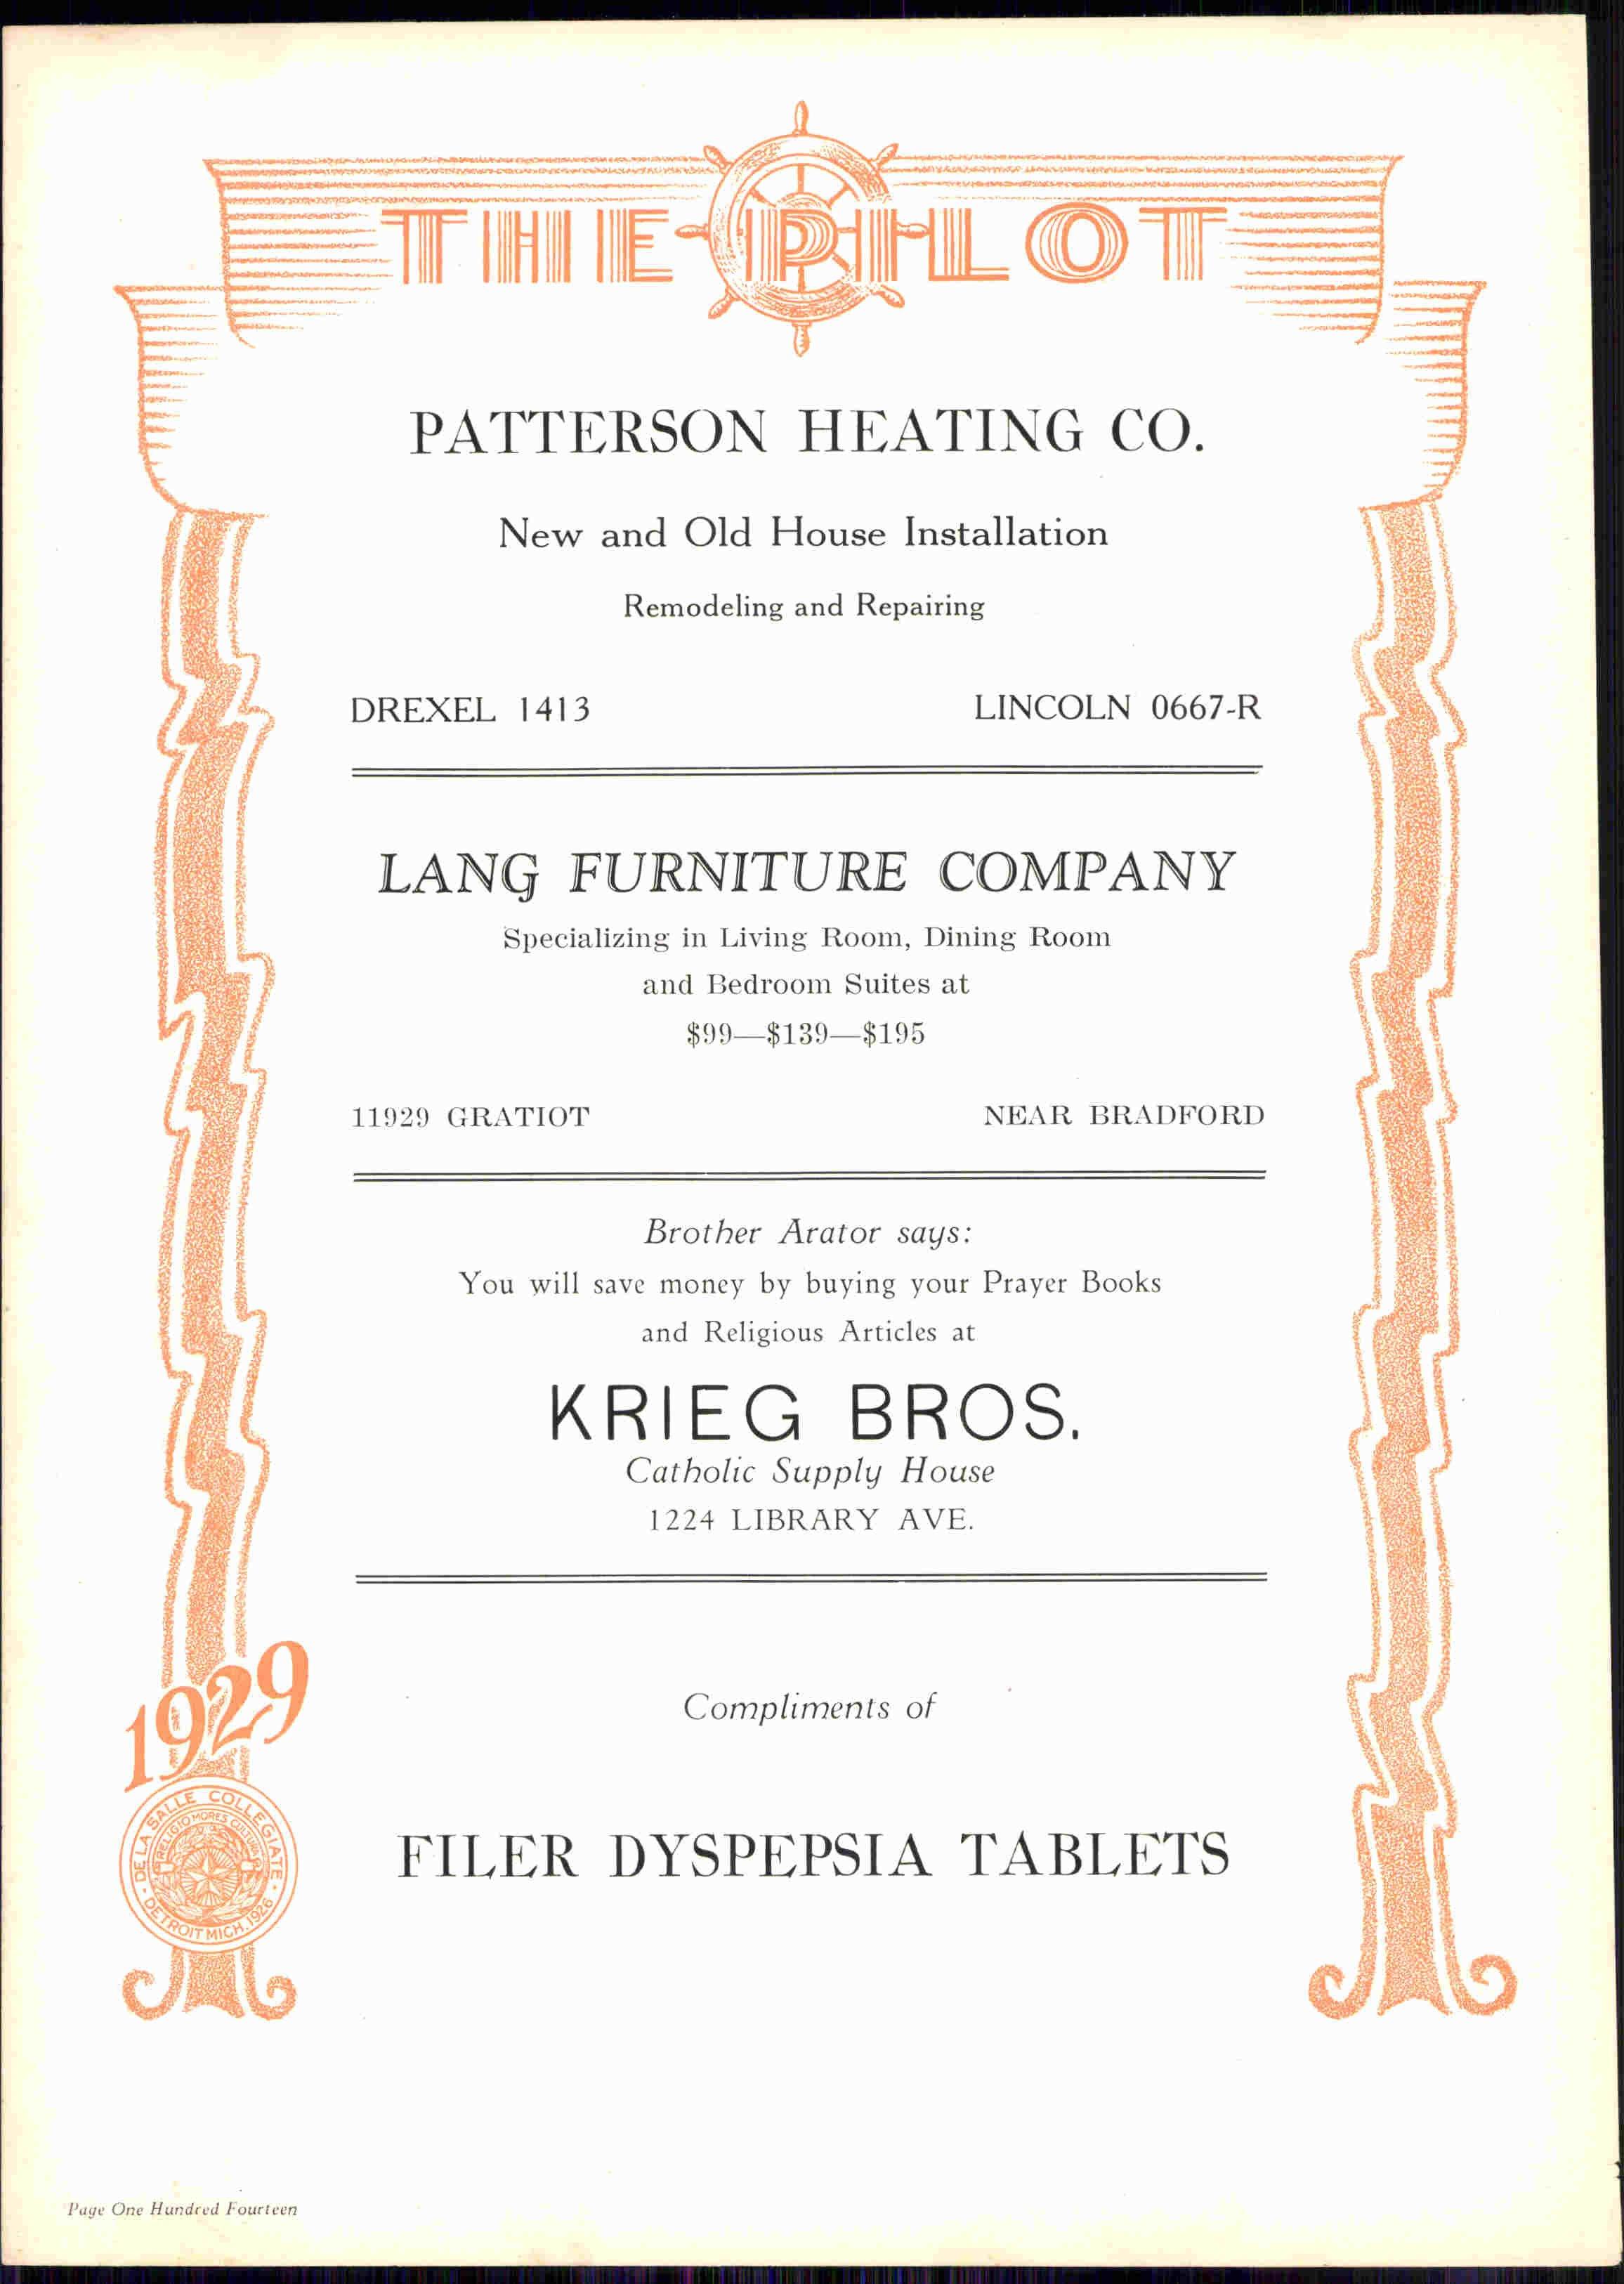 THE PILOT
PATTERSON HEATING CO.
New and Old House Installation
Remodeling and Repairing
DREXEL 1413 LINCOLN 0667-R
LANG FURNITURE COMPANY
Specializing in Living Room, Dining Room
and Bedroom Suites at
$99—$139—$195
11929 GRATIOT NEAR BRADFORD
Brother Arator says:
You will save money by buying your Prayer Books
and Religious Articles at
KRIEG BROS.
Catholic Supply House
1224 LIBRARY AVE.
1929
Compliments of
FILER DYSPEPSIA TABLETS
DE LA SALLE COLLEGIATE
RELIGIO MORES CULTURA
DETROIT MICH. 1926
Page One Hundred Fourteen